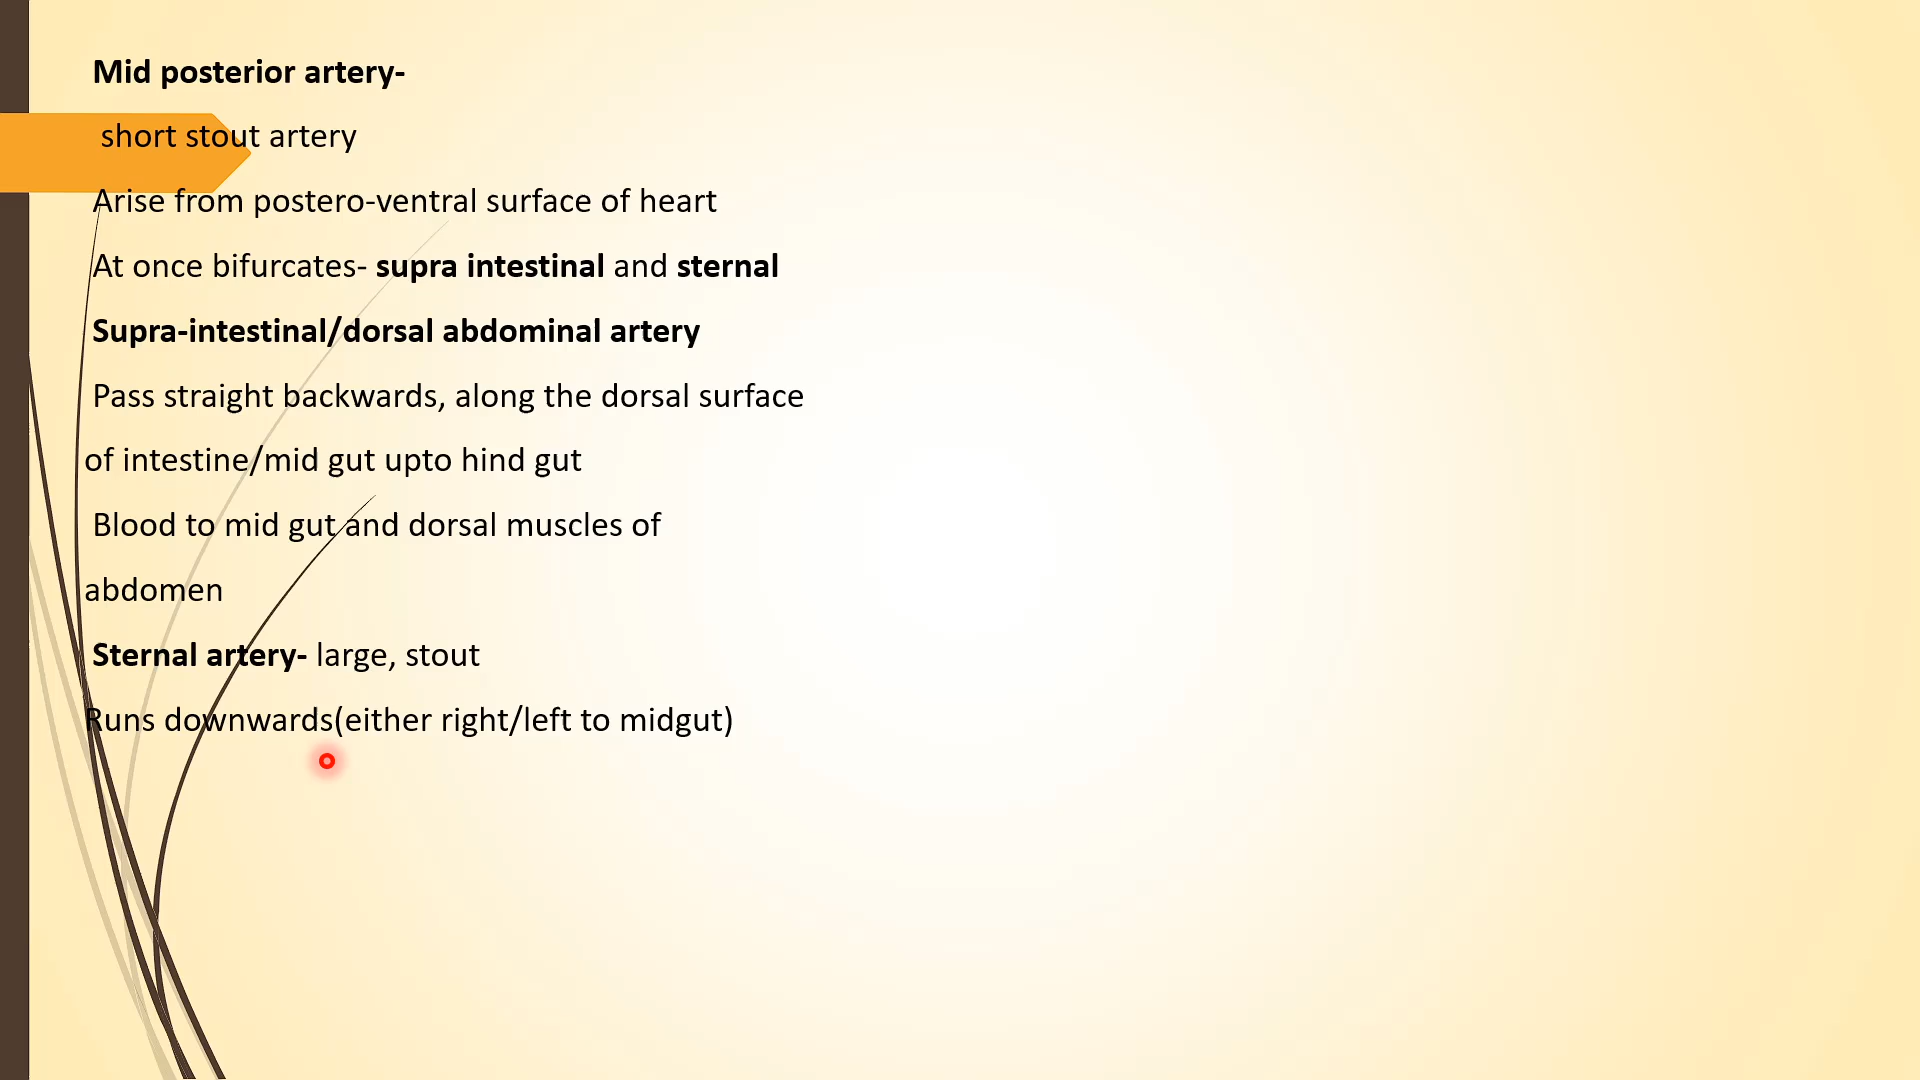 Mid posterior artery-
short stout artery
Arise from postero-ventral surface of heart
At once bifurcates- supra intestinal and sternal
Supra-intestinal/dorsal abdominal artery
Pass straight backwards, along the dorsal surface
of intestine/mid gut upto hind gut
Blood to mid gut and dorsal muscles of
abdomen
Sternal artery- large, stout
Runs downwards(either right/left to midgut)